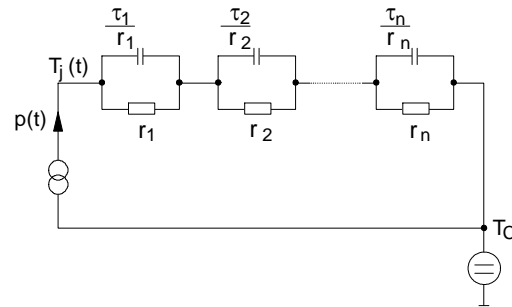 τ1 τ2 τn
r1 r2 rn
Tj(t)
r1 r2 rn
p(t)
TC